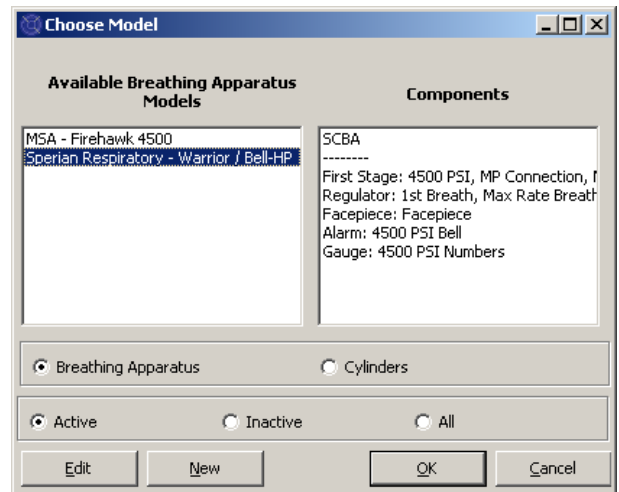 Choose Model
Available Breathing Apparatus
Models
Components
MSA - Firehawk 4500
Sperian Respiratory - Warrior / Bell-HP
SCBA
--------
First Stage: 4500 PSI, MP Connection,
Regulator: 1st Breath, Max Rate Breath
Facepiece: Facepiece
Alarm: 4500 PSI Bell
Gauge: 4500 PSI Numbers
Breathing Apparatus
Cylinders
Active
Inactive
All
Edit
New
OK
Cancel